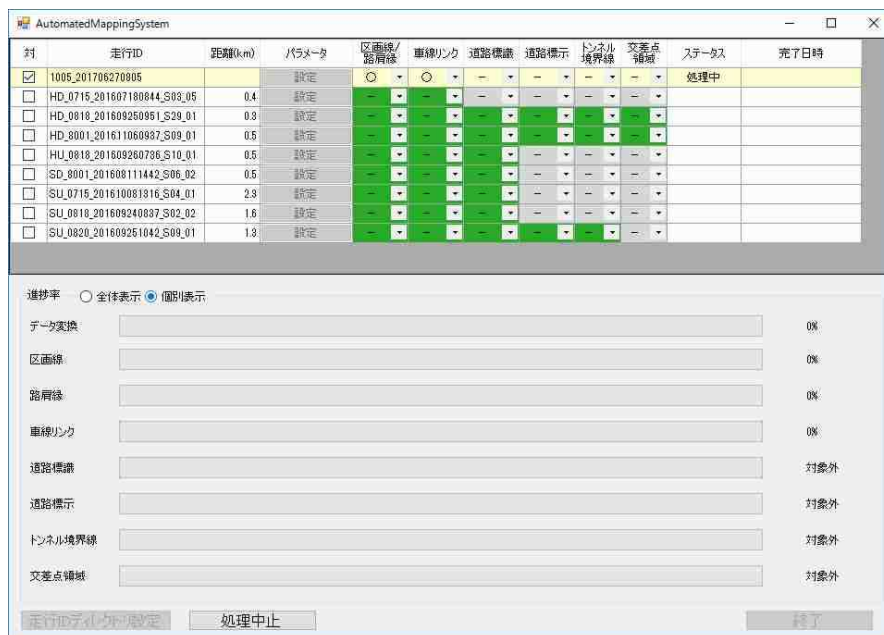 AutomatedMappingSystem
対 走行ID 距離(km) パラメータ 区画線/路肩縁 車線リンク 道路標識 道路標示 トンネル境界線 交差点領域 ステータス 完了日時
1005_201706270805 設定 ○ ○ － － － － 処理中
HD_0715_201607180844_S03_05 0.4 設定 － － － － － －
HD_0818_201609250951_S29_01 0.3 設定 － － － － － －
HD_8001_201611060937_S09_01 0.5 設定 － － － － － －
HU_0818_201609260736_S10_01 0.5 設定 － － － － － －
SD_8001_201608111442_S06_02 0.5 設定 － － － － － －
SU_0715_201610081316_S04_01 2.3 設定 － － － － － －
SU_0818_201609240837_S02_02 1.6 設定 － － － － － －
SU_0820_201609251042_S09_01 1.3 設定 － － － － － －
進捗率 全体表示 個別表示
データ変換 0%
区画線 0%
路肩縁 0%
車線リンク 0%
道路標識 対象外
道路標示 対象外
トンネル境界線 対象外
交差点領域 対象外
走行IDディレクトリ設定 処理中止 終了